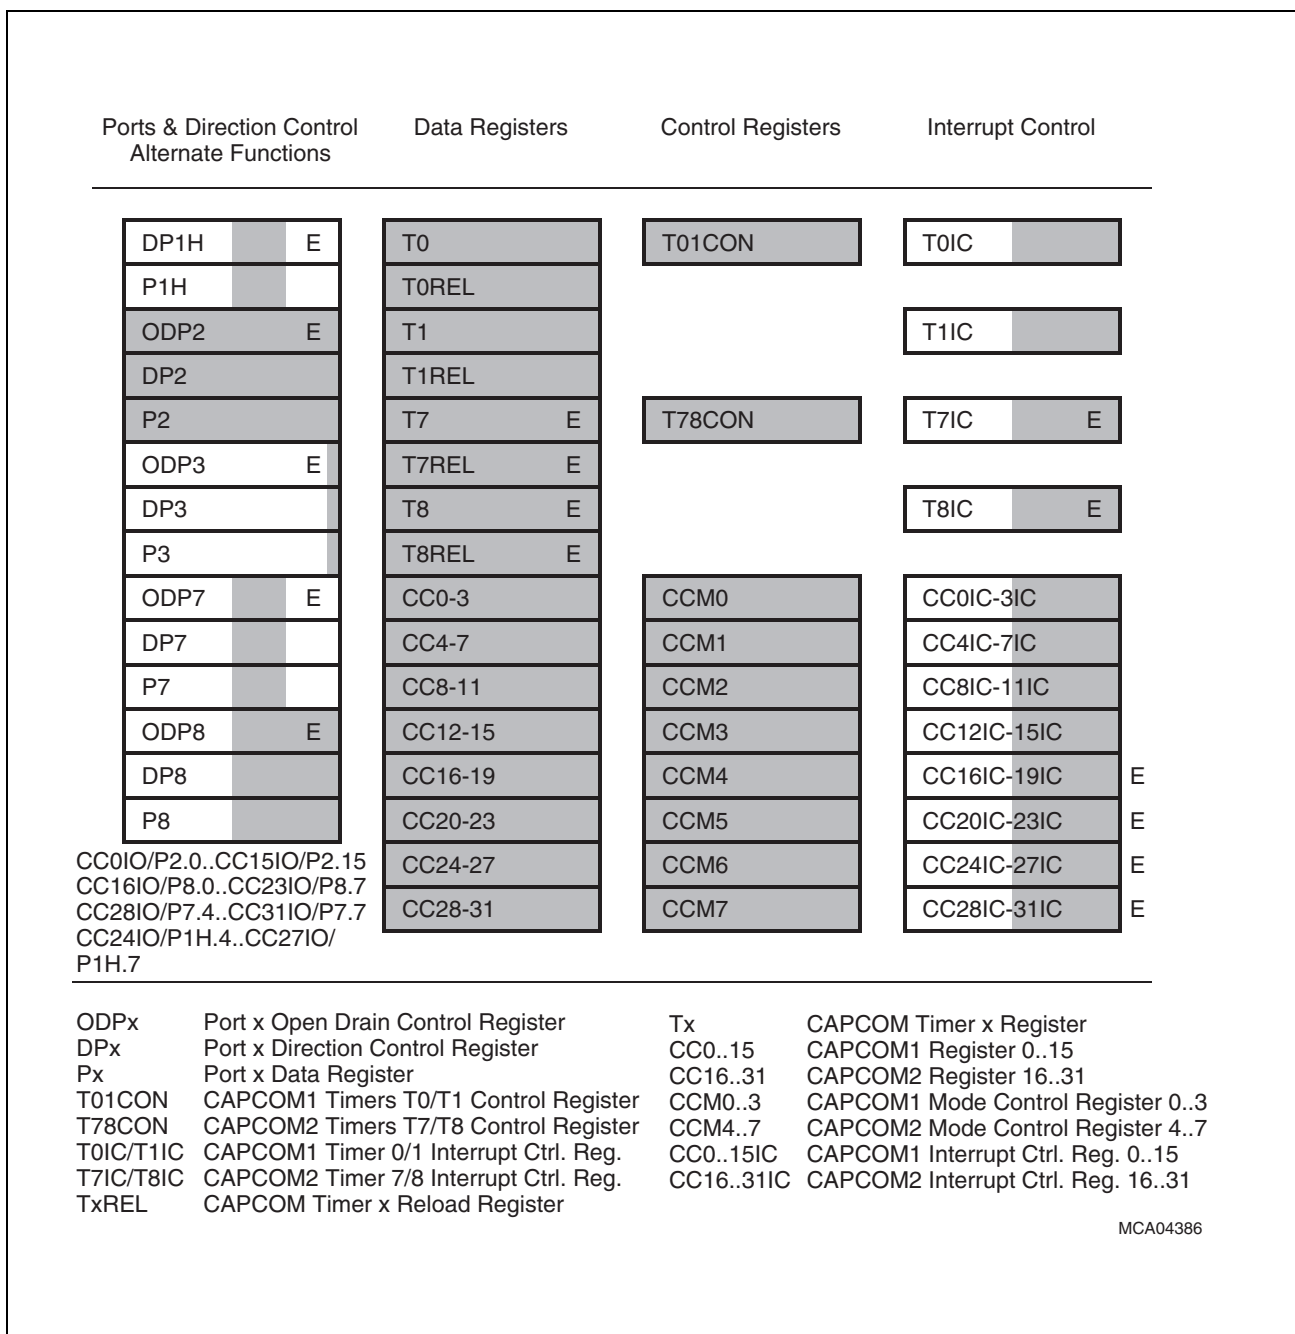 Ports & Direction Control
Alternate Functions
Data Registers
Control Registers
Interrupt Control
DP1H E
P1H
ODP2 E
DP2
P2
ODP3 E
DP3
P3
ODP7 E
DP7
P7
ODP8 E
DP8
P8
CC0IO/P2.0..CC15IO/P2.15
CC16IO/P8.0..CC23IO/P8.7
CC28IO/P7.4..CC31IO/P7.7
CC24IO/P1H.4..CC27IO/
P1H.7
T0
T0REL
T1
T1REL
T7 E
T7REL E
T8 E
T8REL E
CC0-3
CC4-7
CC8-11
CC12-15
CC16-19
CC20-23
CC24-27
CC28-31
T01CON
T78CON
CCM0
CCM1
CCM2
CCM3
CCM4
CCM5
CCM6
CCM7
T0IC
T1IC
T7IC E
T8IC E
CC0IC-3IC
CC4IC-7IC
CC8IC-11IC
CC12IC-15IC
CC16IC-19IC E
CC20IC-23IC E
CC24IC-27IC E
CC28IC-31IC E
ODPx Port x Open Drain Control Register
DPx Port x Direction Control Register
Px Port x Data Register
T01CON CAPCOM1 Timers T0/T1 Control Register
T78CON CAPCOM2 Timers T7/T8 Control Register
T0IC/T1IC CAPCOM1 Timer 0/1 Interrupt Ctrl. Reg.
T7IC/T8IC CAPCOM2 Timer 7/8 Interrupt Ctrl. Reg.
TxREL CAPCOM Timer x Reload Register
Tx CAPCOM Timer x Register
CC0..15 CAPCOM1 Register 0..15
CC16..31 CAPCOM2 Register 16..31
CCM0..3 CAPCOM1 Mode Control Register 0..3
CCM4..7 CAPCOM2 Mode Control Register 4..7
CC0..15IC CAPCOM1 Interrupt Ctrl. Reg. 0..15
CC16..31IC CAPCOM2 Interrupt Ctrl. Reg. 16..31
MCA04386